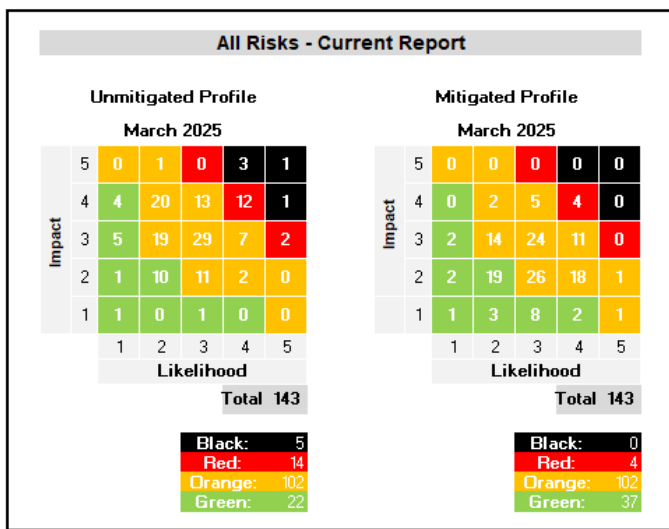 All Risks - Current Report
Unmitigated Profile
March 2025
Impact
5 0 1 0 3 1
4 4 20 13 12 1
3 5 19 29 7 2
2 1 10 11 2 0
1 1 0 1 0 0
1 2 3 4 5
Likelihood
Total 143
Black: 5
Red: 14
Orange: 102
Green: 22
Mitigated Profile
March 2025
Impact
5 0 0 0 0 0
4 0 2 5 4 0
3 2 14 24 11 0
2 2 19 26 18 1
1 1 3 8 2 1
1 2 3 4 5
Likelihood
Total 143
Black: 0
Red: 4
Orange: 102
Green: 37